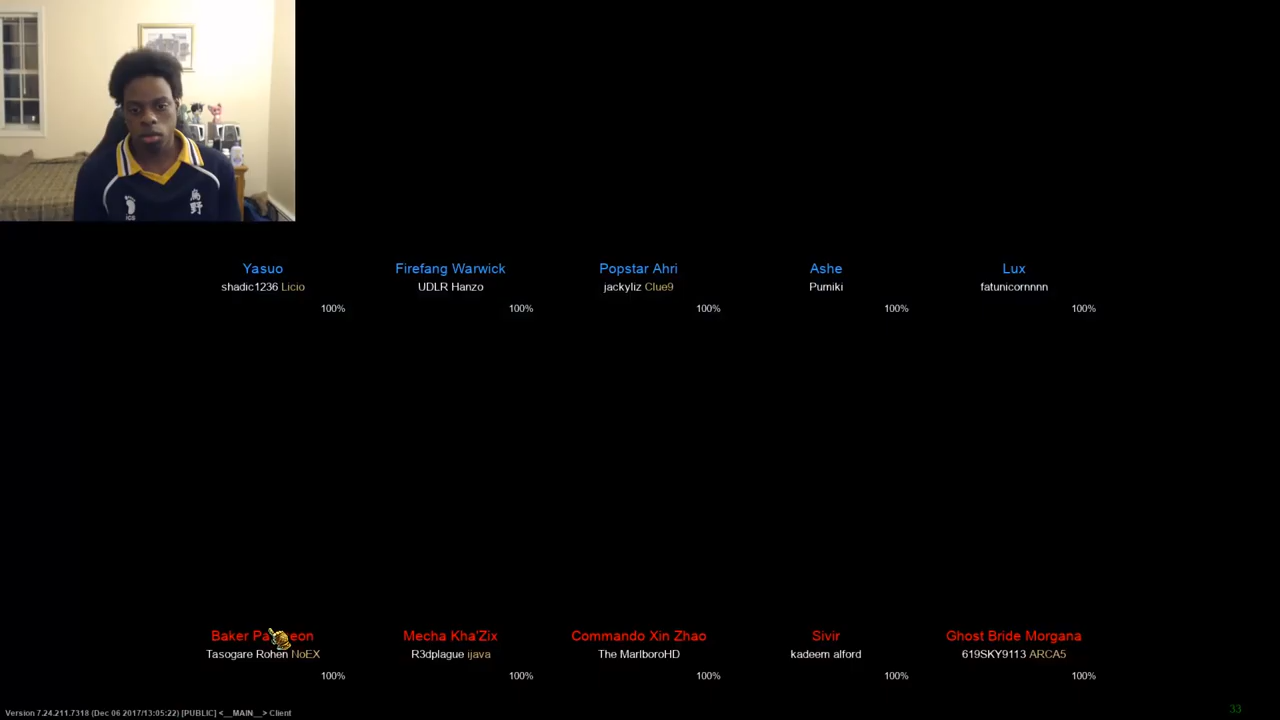 烏野
Yasuo
shadic1236 Licio
100%
Firefang Warwick
UDLR Hanzo
100%
Popstar Ahri
jackyliz Clue9
100%
Ashe
Pumiki
100%
Lux
fatunicornnnn
100%
Mecha Kha'Zix
Baker
Tasogare Rohen NoEX
100%
R3dplague ijava
100%
Commando Xin Zhao
The MarlboroHD
100%
Sivir
kadeem alford
100%
Ghost Bride Morgana
619SKY9113 ARCA5
100%
Version 7.24.211.7318 (Dec 06 2017/13:05:22) [PUBLIC] <__MAIN__> Client
33